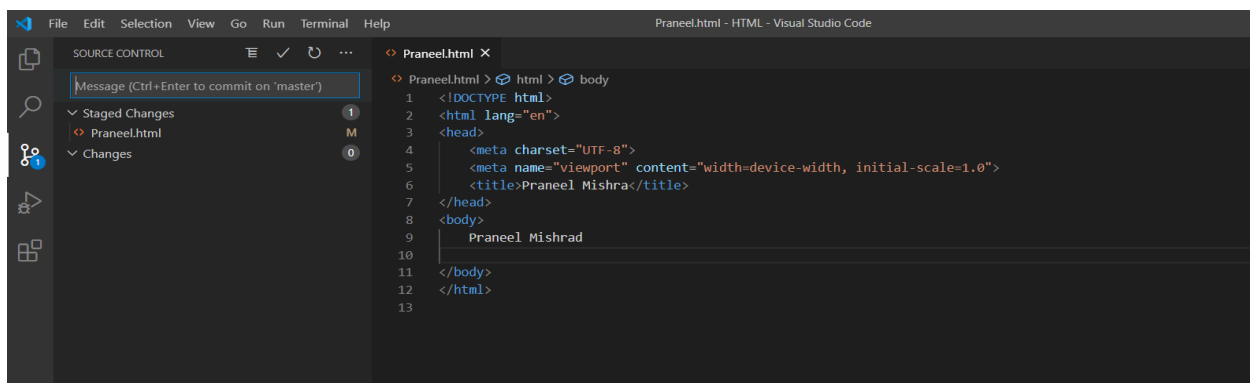 File Edit Selection View Go Run Terminal Help
Praneel.html - HTML - Visual Studio Code
SOURCE CONTROL
Message (Ctrl+Enter to commit on 'master')
Staged Changes 1
Praneel.html M
Changes 0
1
Praneel.html
Praneel.html > html > body
1 <!DOCTYPE html>
2 <html lang="en">
3 <head>
4 <meta charset="UTF-8">
5 <meta name="viewport" content="width=device-width, initial-scale=1.0">
6 <title>Praneel Mishra</title>
7 </head>
8 <body>
9 Praneel Mishrad
10
11 </body>
12 </html>
13